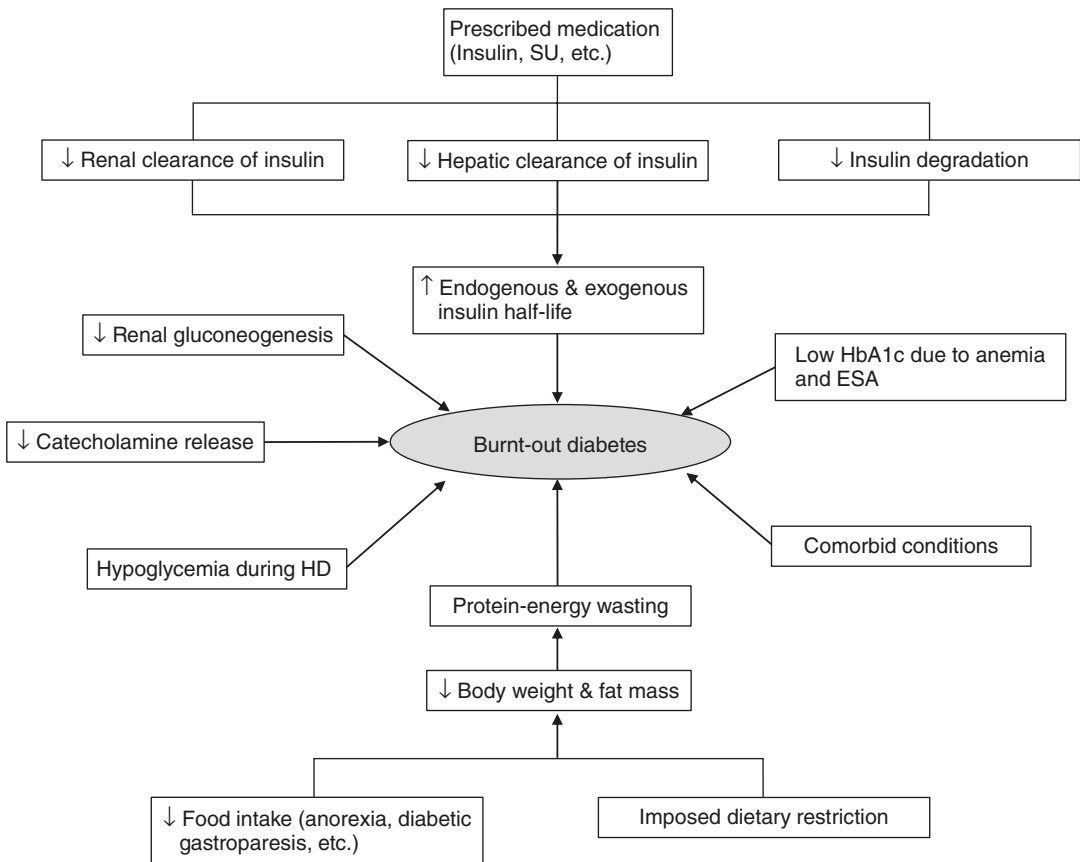 Prescribed medication
(Insulin, SU, etc.)
↓ Renal clearance of insulin
↓ Hepatic clearance of insulin
↓ Insulin degradation
↑ Endogenous & exogenous
insulin half-life
↓ Renal gluconeogenesis
Low HbA1c due to anemia
and ESA
↓ Catecholamine release
Burnt-out diabetes
Hypoglycemia during HD
Comorbid conditions
Protein-energy wasting
↓ Body weight & fat mass
↓ Food intake (anorexia, diabetic
gastroparesis, etc.)
Imposed dietary restriction